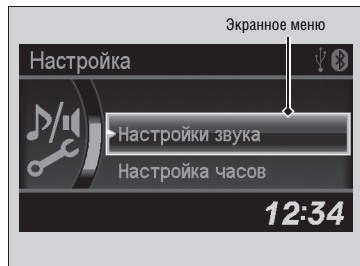 Экранное меню
Настройка
Настройки звука
Настройка часов
12:34